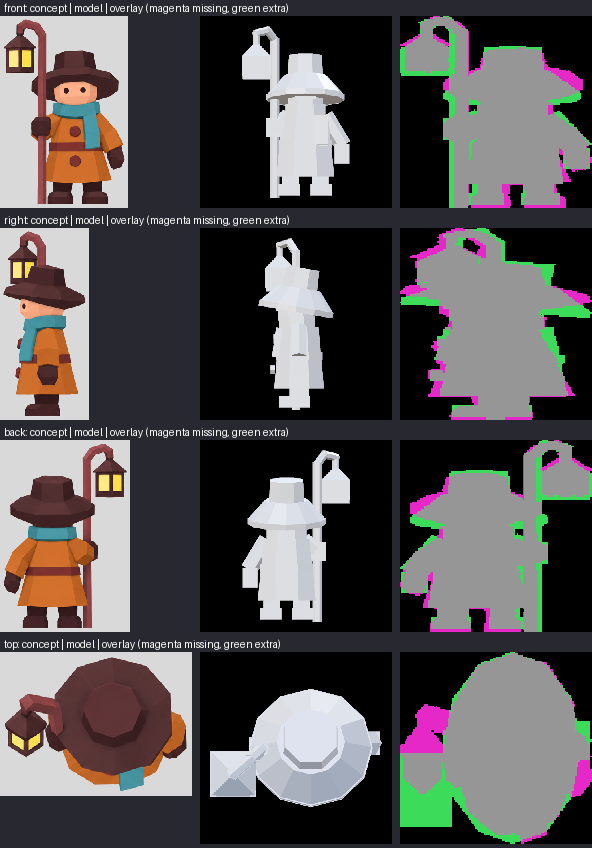 front: concept | model | overlay (magenta missing, green extra)
right: concept | model | overlay (magenta missing, green extra)
back: concept | model | overlay (magenta missing, green extra)
top: concept | model | overlay (magenta missing, green extra)